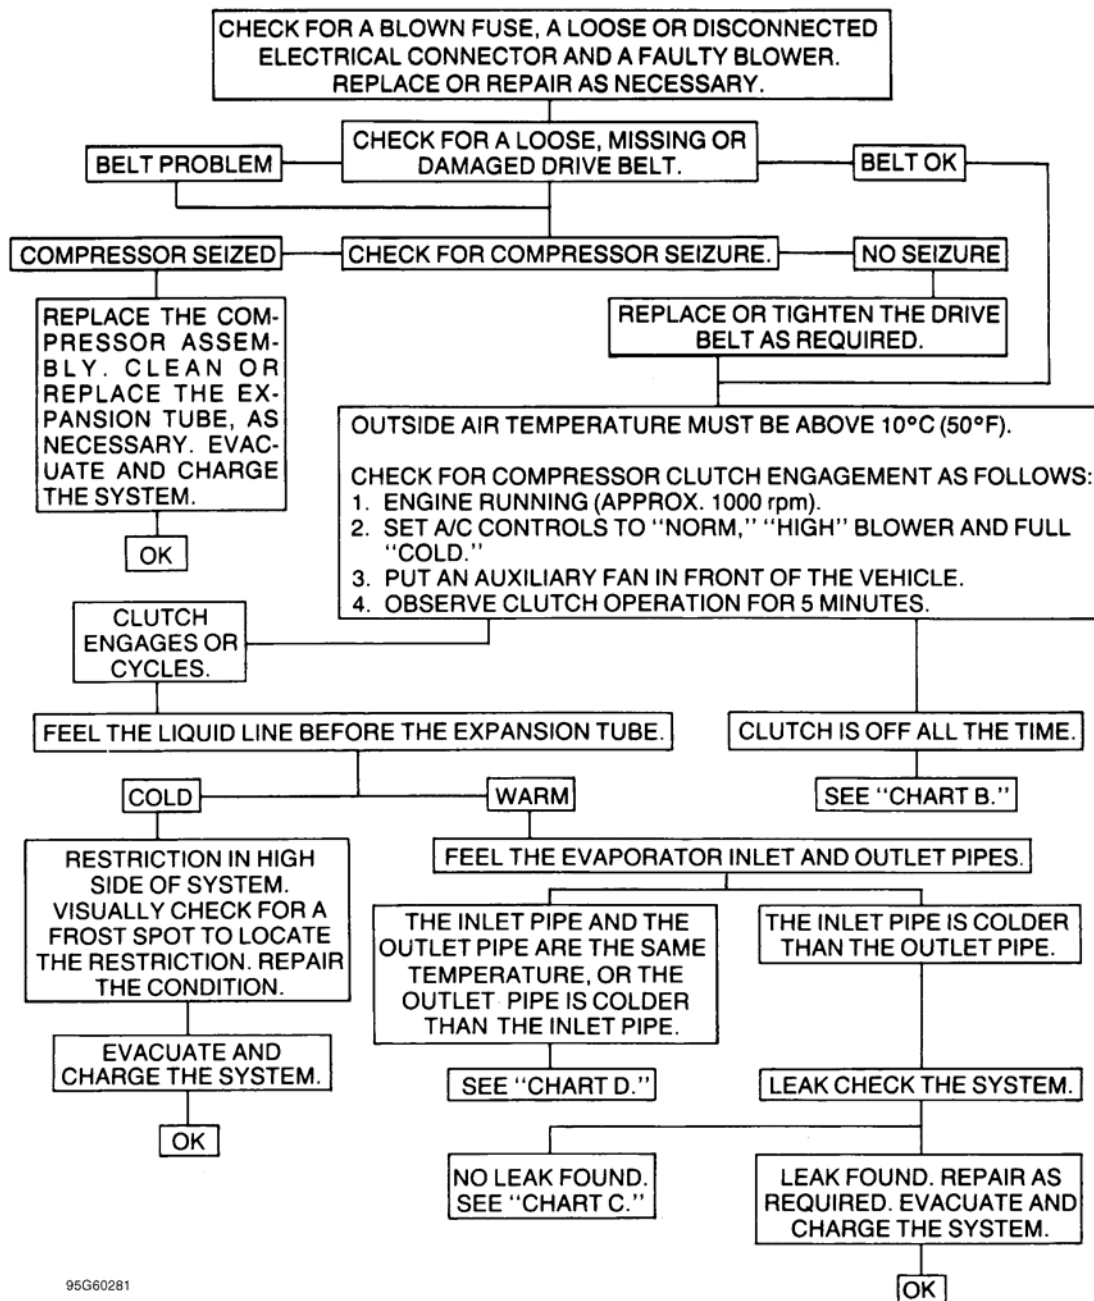 CHECK FOR A BLOWN FUSE, A LOOSE OR DISCONNECTED
ELECTRICAL CONNECTOR AND A FAULTY BLOWER.
REPLACE OR REPAIR AS NECESSARY.
CHECK FOR A LOOSE, MISSING OR
DAMAGED DRIVE BELT.
BELT PROBLEM
BELT OK
COMPRESSOR SEIZED
CHECK FOR COMPRESSOR SEIZURE.
NO SEIZURE
REPLACE THE COM-
PRESSOR ASSEM-
BLY. CLEAN OR
REPLACE THE EX-
PANSION TUBE, AS
NECESSARY. EVAC-
UATE AND CHARGE
THE SYSTEM.
OK
REPLACE OR TIGHTEN THE DRIVE
BELT AS REQUIRED.
OUTSIDE AIR TEMPERATURE MUST BE ABOVE 10°C (50°F).
CHECK FOR COMPRESSOR CLUTCH ENGAGEMENT AS FOLLOWS:
1. ENGINE RUNNING (APPROX. 1000 rpm).
2. SET A/C CONTROLS TO "NORM," "HIGH" BLOWER AND FULL
"COLD."
3. PUT AN AUXILIARY FAN IN FRONT OF THE VEHICLE.
4. OBSERVE CLUTCH OPERATION FOR 5 MINUTES.
CLUTCH
ENGAGES OR
CYCLES.
FEEL THE LIQUID LINE BEFORE THE EXPANSION TUBE.
CLUTCH IS OFF ALL THE TIME.
COLD
WARM
SEE "CHART B."
RESTRICTION IN HIGH
SIDE OF SYSTEM.
VISUALLY CHECK FOR A
FROST SPOT TO LOCATE
THE RESTRICTION. REPAIR
THE CONDITION.
EVACUATE AND
CHARGE THE SYSTEM.
OK
FEEL THE EVAPORATOR INLET AND OUTLET PIPES.
THE INLET PIPE AND THE
OUTLET PIPE ARE THE SAME
TEMPERATURE, OR THE
OUTLET PIPE IS COLDER
THAN THE INLET PIPE.
SEE "CHART D."
THE INLET PIPE IS COLDER
THAN THE OUTLET PIPE.
LEAK CHECK THE SYSTEM.
NO LEAK FOUND.
SEE "CHART C."
LEAK FOUND. REPAIR AS
REQUIRED. EVACUATE AND
CHARGE THE SYSTEM.
OK
95G60281